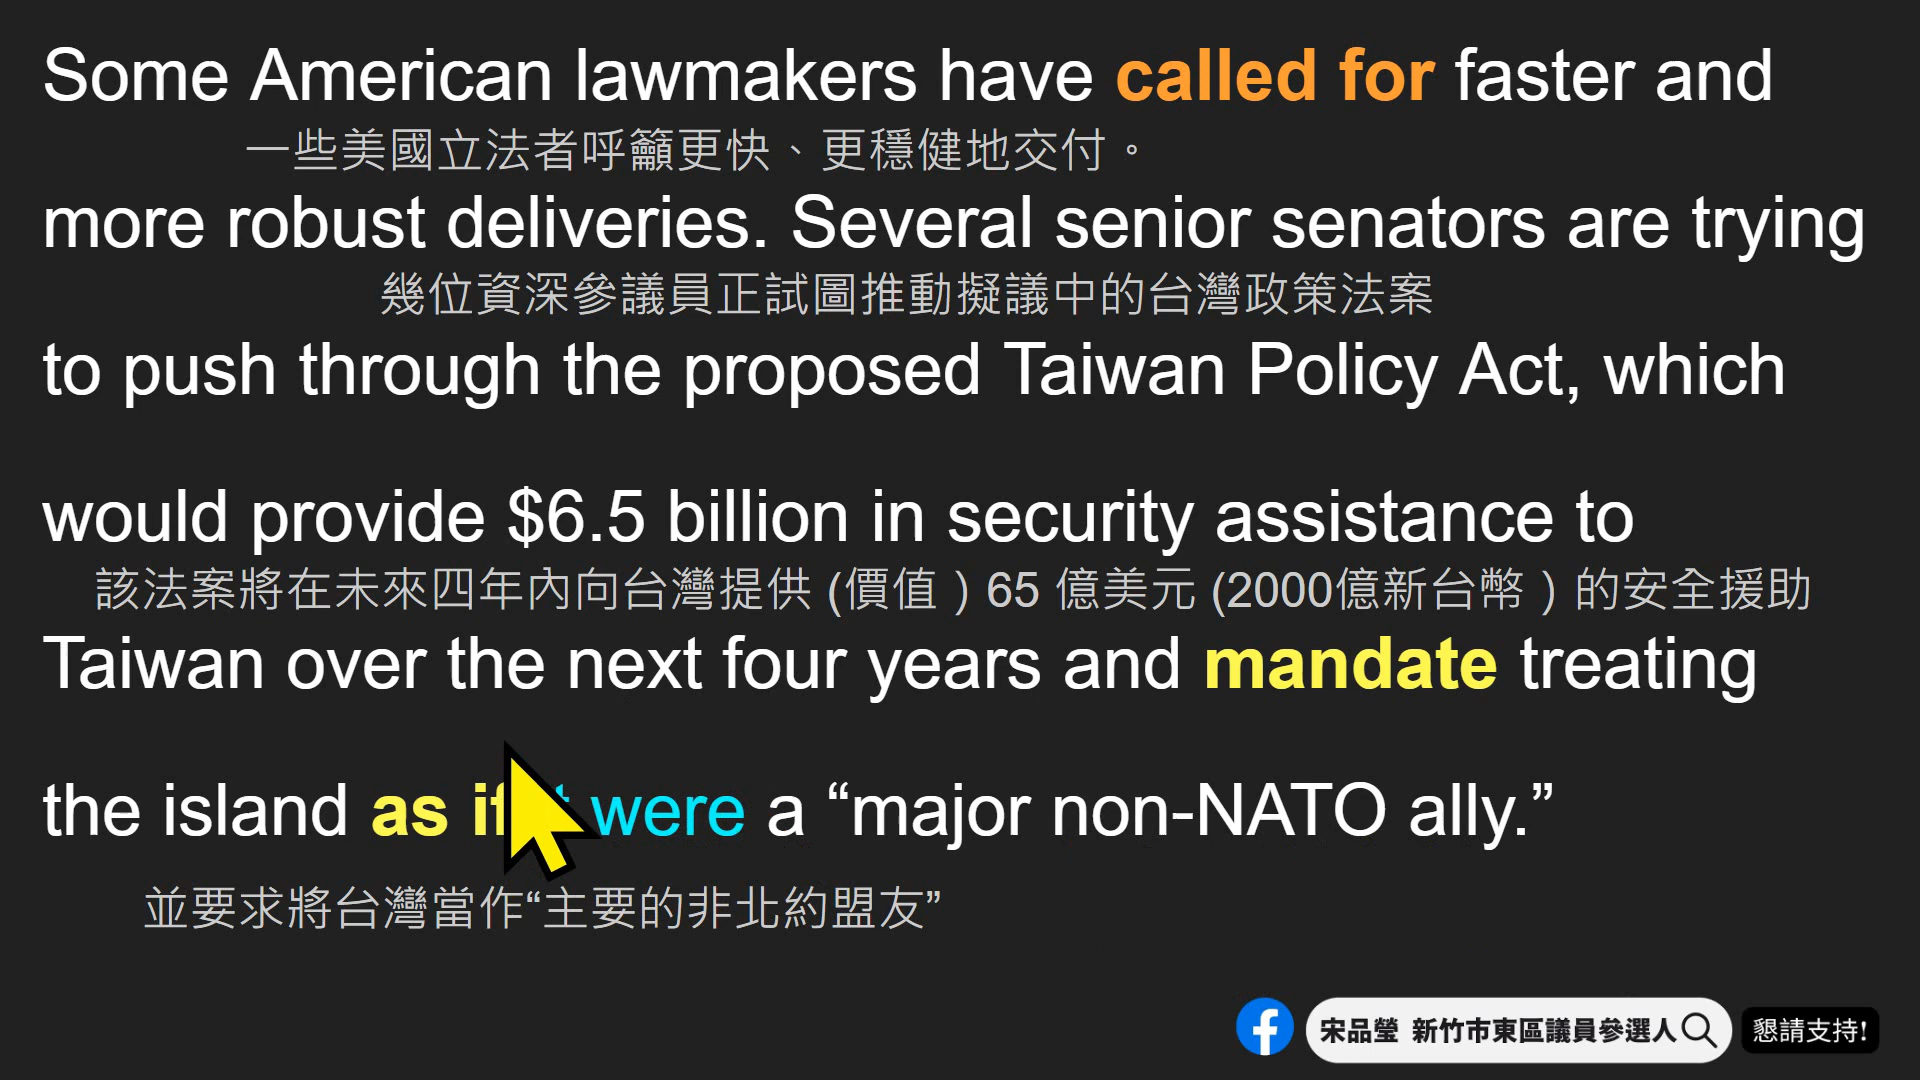 Some American lawmakers have called for faster and
一些美國立法者呼籲更快、更穩健地交付。
more robust deliveries. Several senior senators are trying
幾位資深參議員正試圖推動擬議中的台灣政策法案
to push through the proposed Taiwan Policy Act, which
would provide $6.5 billion in security assistance to
該法案將在未來四年內向台灣提供 (價值 ) 65 億美元 (2000億新台幣 ) 的安全援助
Taiwan over the next four years and mandate treating
the island as if were a “major non-NATO ally.”
並要求將台灣當作“主要的非北約盟友”
宋品瑩 新竹市東區議員參選人
懇請支持!